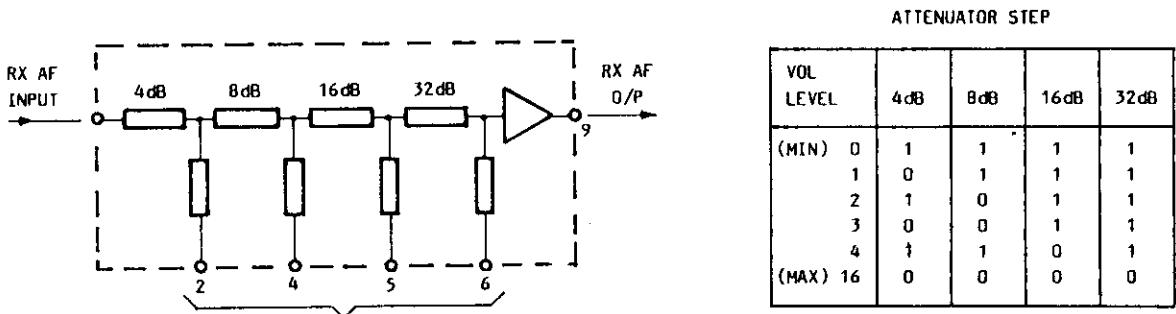 ATTENUATOR STEP
RX AF
INPUT
4dB
8dB
16dB
32dB
RX AF
O/P
9
2
4
5
6
VOL
LEVEL 4dB 8dB 16dB 32dB
(MIN) 0 1 1 1 1
1 0 1 1 1
2 1 0 1 1
3 0 0 1 1
4 1 1 0 1
(MAX) 16 0 0 0 0